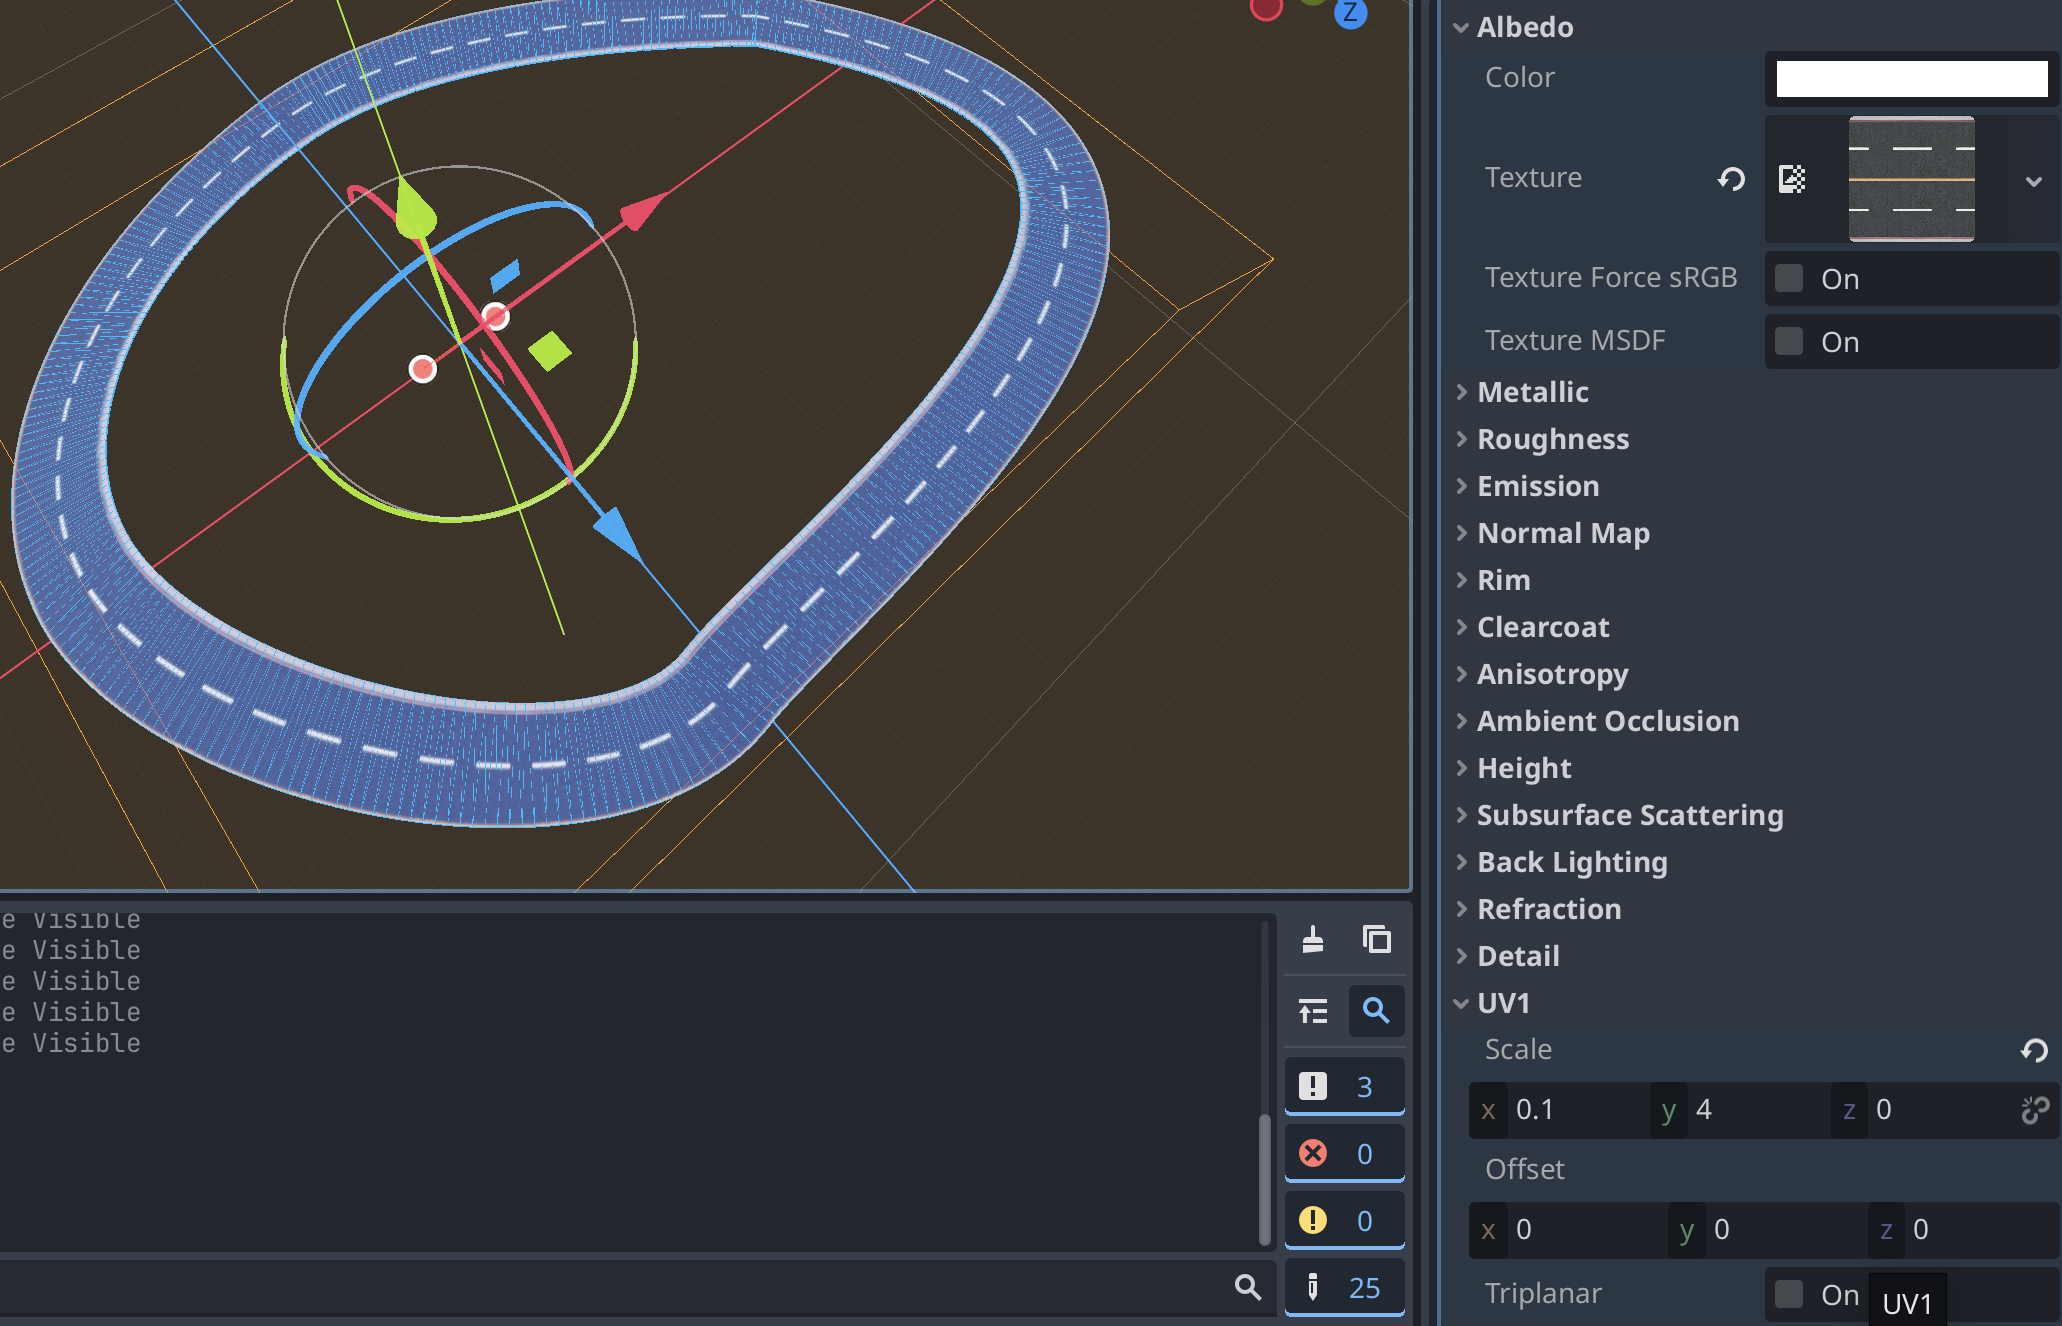 Z
Albedo
Color
Texture
Texture Force sRGB
On
Texture MSDF
On
Metallic
Roughness
Emission
Normal Map
Rim
Clearcoat
Anisotropy
Ambient Occlusion
Height
Subsurface Scattering
Back Lighting
Refraction
Detail
UV1
Scale
x 0.1 y 4 z 0
Offset
x 0 y 0 z 0
Triplanar
On
UV1
e Visible
e Visible
e Visible
e Visible
e Visible
3
0
0
25